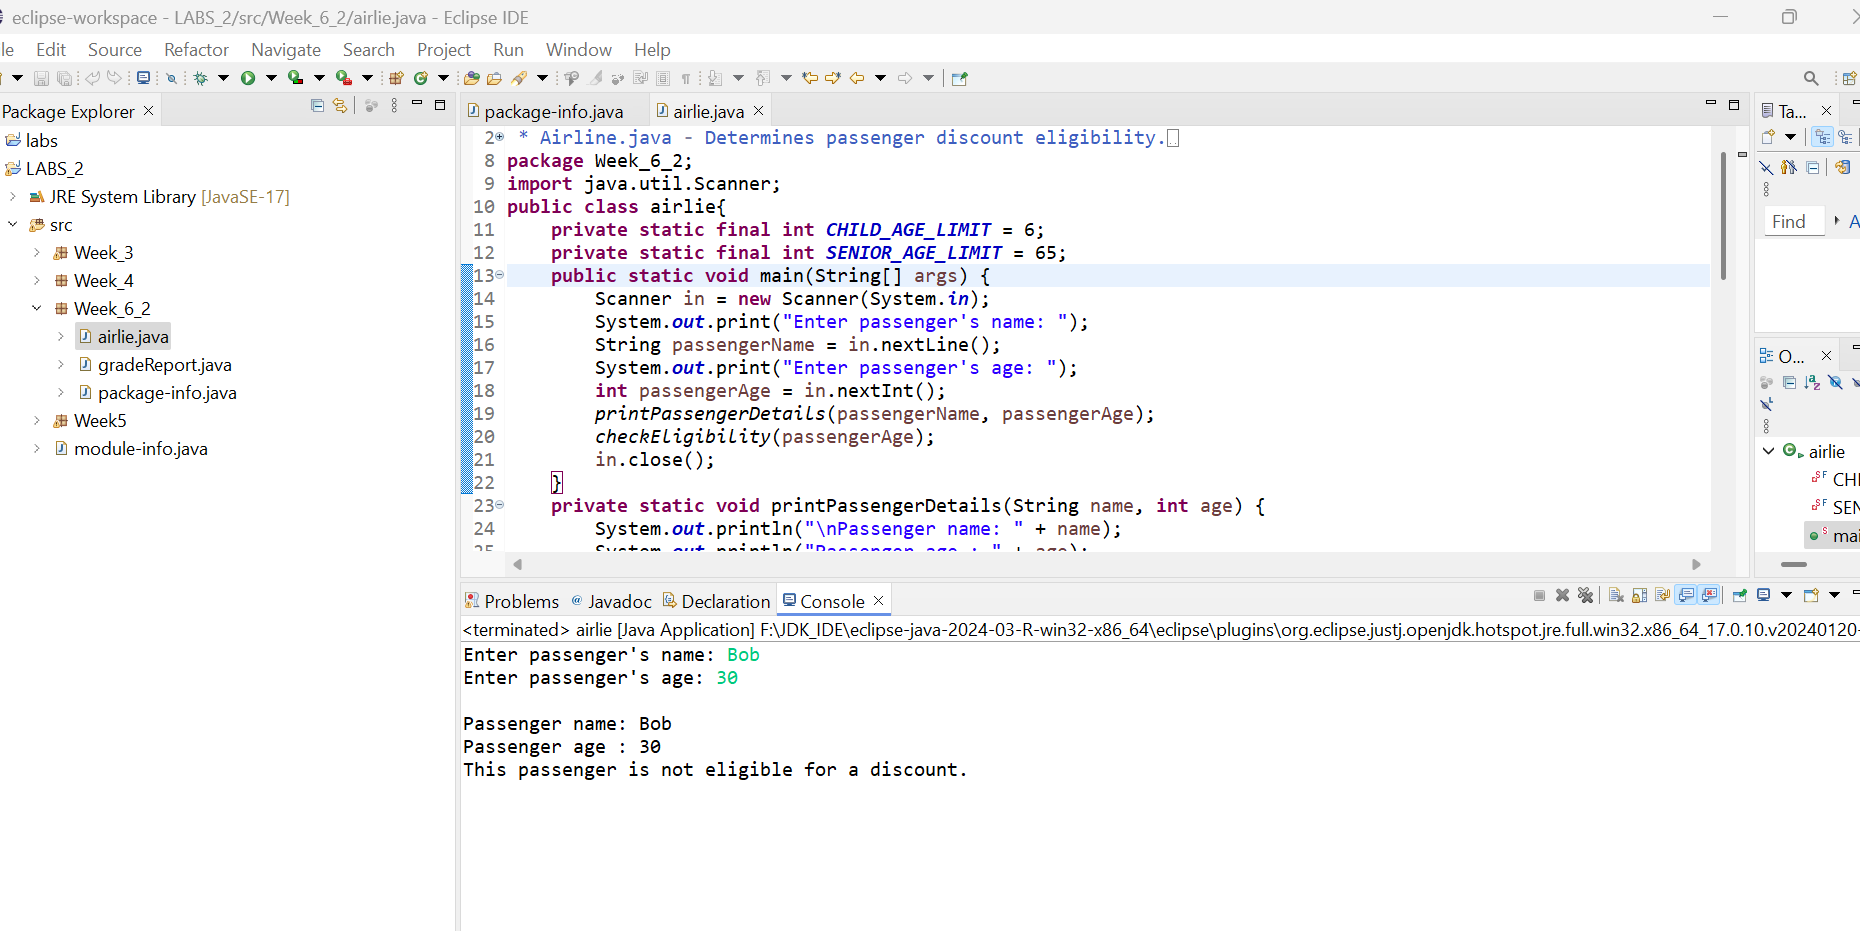 eclipse-workspace - LABS_2/src/Week_6_2/airlie.java - Eclipse IDE
le Edit Source Refactor Navigate Search Project Run Window Help
Package Explorer
labs
LABS_2
JRE System Library [JavaSE-17]
src
Week_3
Week_4
Week_6_2
airlie.java
gradeReport.java
package-info.java
Week5
module-info.java
package-info.java airlie.java
2 * Airline.java - Determines passenger discount eligibility.
8 package Week_6_2;
9 import java.util.Scanner;
10 public class airlie{
11 private static final int CHILD_AGE_LIMIT = 6;
12 private static final int SENIOR_AGE_LIMIT = 65;
13 public static void main(String[] args) {
14 Scanner in = new Scanner(System.in);
15 System.out.print("Enter passenger's name: ");
16 String passengerName = in.nextLine();
17 System.out.print("Enter passenger's age: ");
18 int passengerAge = in.nextInt();
19 printPassengerDetails(passengerName, passengerAge);
20 checkEligibility(passengerAge);
21 in.close();
22 }
23 private static void printPassengerDetails(String name, int age) {
24 System.out.println("\nPassenger name: " + name);
25 System.out.println("Passenger age : " + age);
Ta...
Find A
O...
airlie
CHI
SEN
mai
Problems Javadoc Declaration Console
<terminated> airlie [Java Application] F:\JDK_IDE\eclipse-java-2024-03-R-win32-x86_64\eclipse\plugins\org.eclipse.justj.openjdk.hotspot.jre.full.win32.x86_64_17.0.10.v20240120-
Enter passenger's name: Bob
Enter passenger's age: 30
Passenger name: Bob
Passenger age : 30
This passenger is not eligible for a discount.